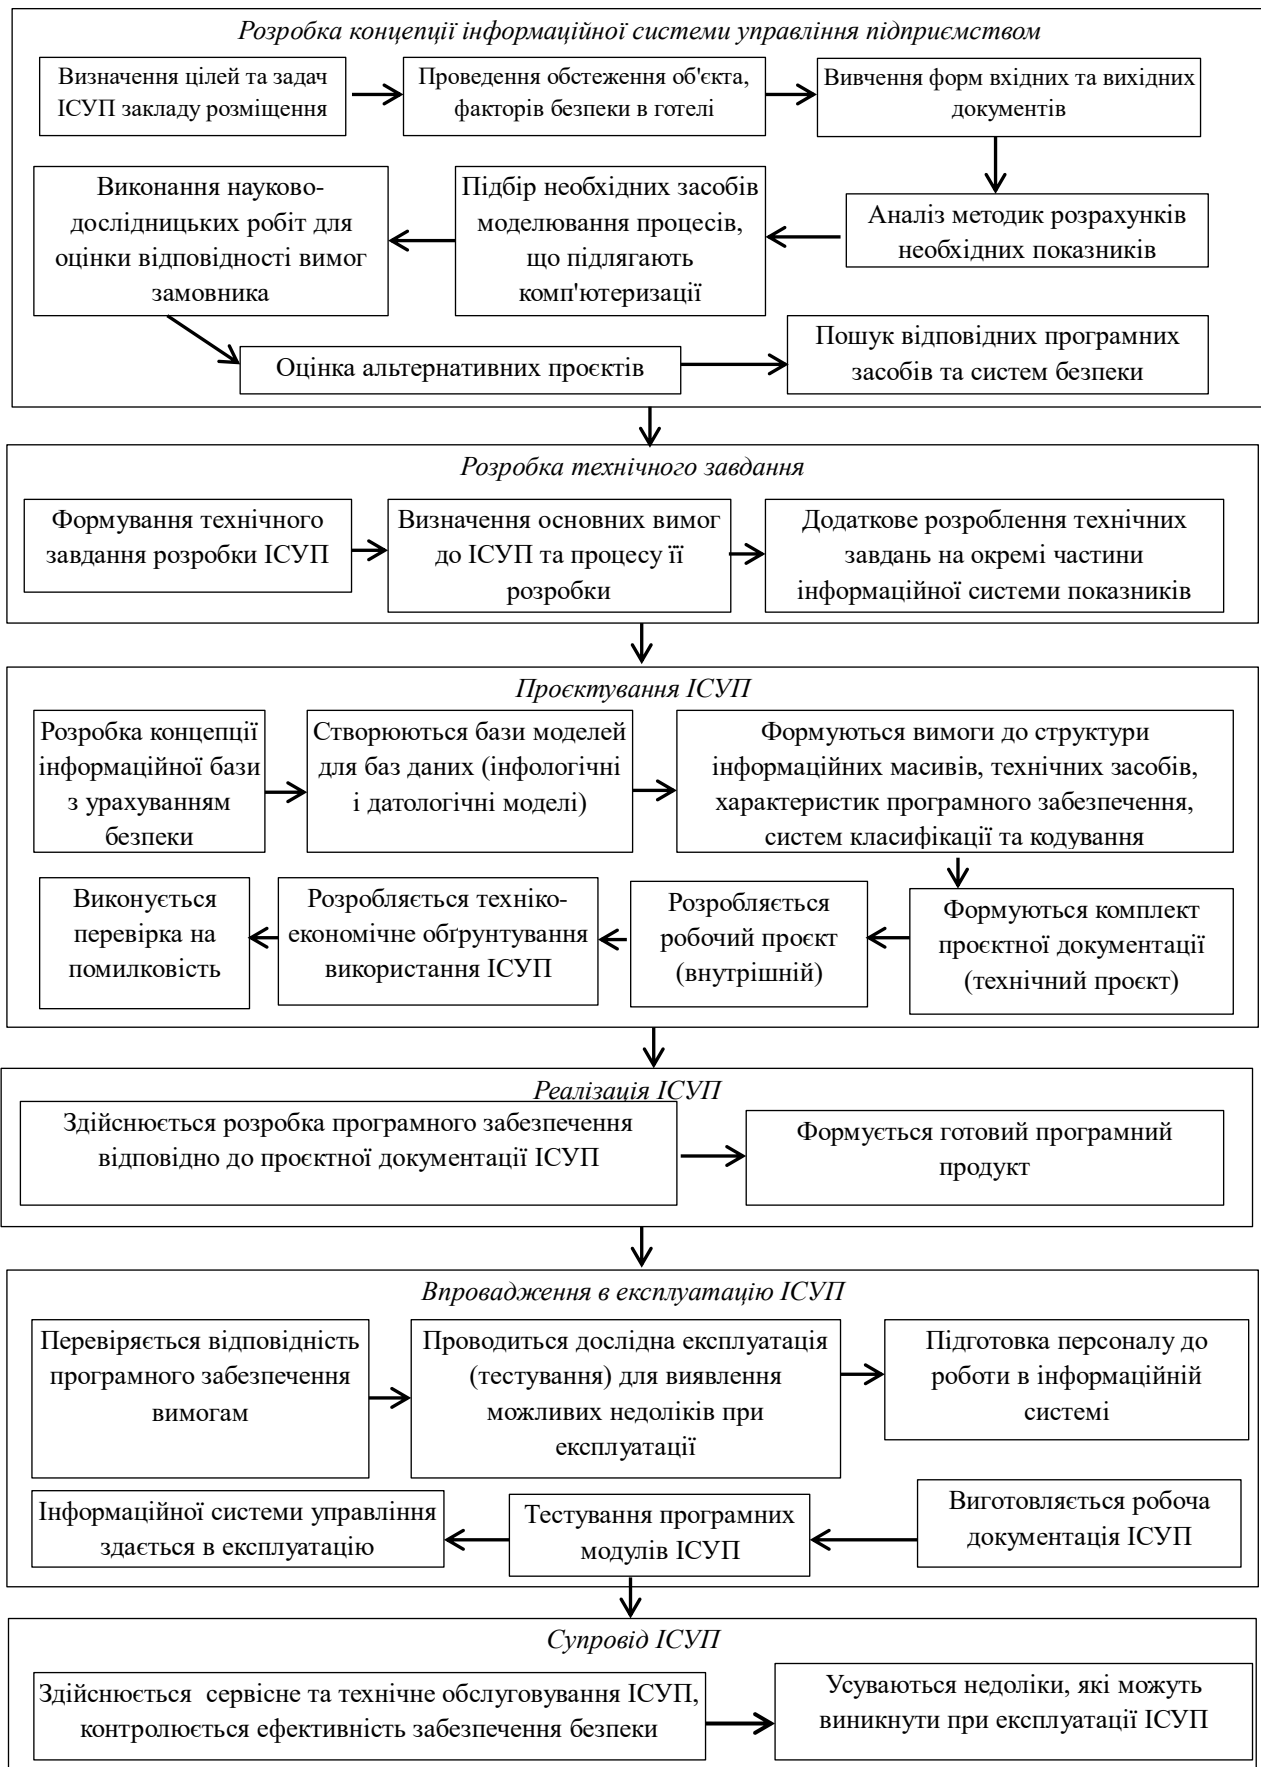 Розробка концепції інформаційної системи управління підприємством
Визначення цілей та задач
ІСУП закладу розміщення
Проведення обстеження об'єкта,
факторів безпеки в готелі
Вивчення форм вхідних та вихідних
документів
Аналіз методик розрахунків
необхідних показників
Підбір необхідних засобів
моделювання процесів,
що підлягають
комп'ютеризації
Виконання науково-
дослідницьких робіт для
оцінки відповідності вимог
замовника
Оцінка альтернативних проєктів
Пошук відповідних програмних
засобів та систем безпеки
Розробка технічного завдання
Формування технічного
завдання розробки ІСУП
Визначення основних вимог
до ІСУП та процесу її
розробки
Додаткове розроблення технічних
завдань на окремі частини
інформаційної системи показників
Проєктування ІСУП
Розробка концепції
інформаційної бази
з урахуванням
безпеки
Створюються бази моделей
для баз даних (інфологічні
і датологічні моделі)
Формуються вимоги до структури
інформаційних масивів, технічних засобів,
характеристик програмного забезпечення,
систем класифікації та кодування
Формуються комплект
проєктної документації
(технічний проєкт)
Розробляється
робочий проєкт
(внутрішній)
Розробляється техніко-
економічне обґрунтування
використання ІСУП
Виконується
перевірка на
помилковість
Реалізація ІСУП
Здійснюється розробка програмного забезпечення
відповідно до проєктної документації ІСУП
Формується готовий програмний
продукт
Впровадження в експлуатацію ІСУП
Перевіряється відповідність
програмного забезпечення
вимогам
Проводиться дослідна експлуатація
(тестування) для виявлення
можливих недоліків при
експлуатації
Підготовка персоналу до
роботи в інформаційній
системі
Виготовляється робоча
документація ІСУП
Тестування програмних
модулів ІСУП
Інформаційної системи управління
здається в експлуатацію
Супровід ІСУП
Здійснюється сервісне та технічне обслуговування ІСУП,
контролюється ефективність забезпечення безпеки
Усуваються недоліки, які можуть
виникнути при експлуатації ІСУП